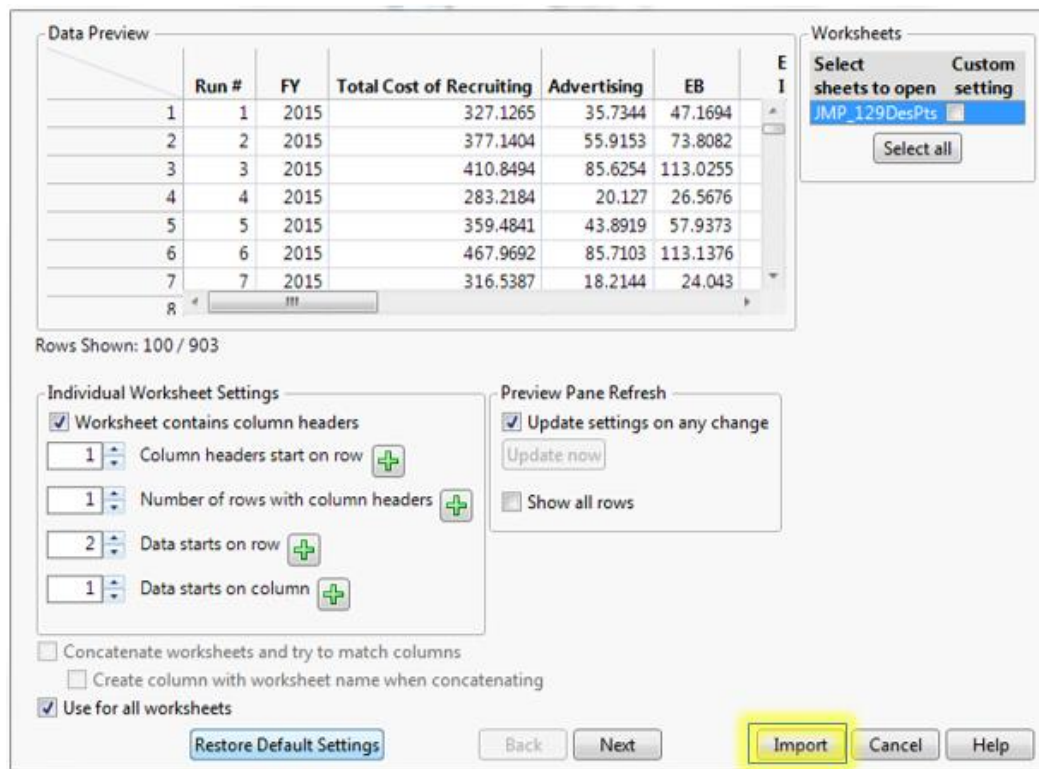 Data Preview
Run # FY Total Cost of Recruiting Advertising EB E I
1 1 2015 327.1265 35.7344 47.1694
2 2 2015 377.1404 55.9153 73.8082
3 3 2015 410.8494 85.6254 113.0255
4 4 2015 283.2184 20.127 26.5676
5 5 2015 359.4841 43.8919 57.9373
6 6 2015 467.9692 85.7103 113.1376
7 7 2015 316.5387 18.2144 24.043
8
Worksheets
Select Custom
sheets to open setting
JMP_129DesPts
Select all
Rows Shown: 100 / 903
Individual Worksheet Settings
Worksheet contains column headers
1 Column headers start on row
1 Number of rows with column headers
2 Data starts on row
1 Data starts on column
Preview Pane Refresh
Update settings on any change
Update now
Show all rows
Concatenate worksheets and try to match columns
Create column with worksheet name when concatenating
Use for all worksheets
Restore Default Settings Back Next Import Cancel Help